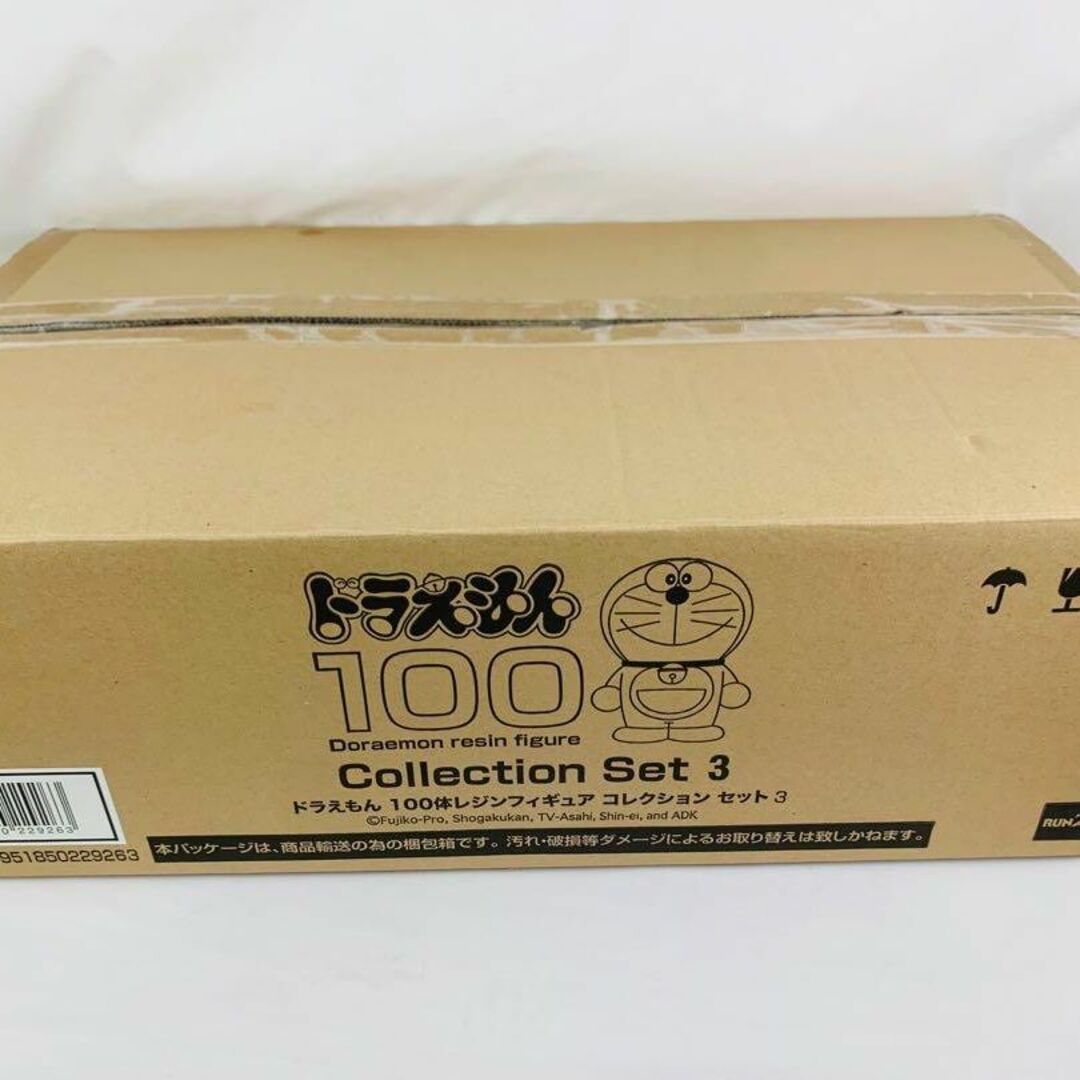 ドラえもん
100
Doraemon resin figure
Collection Set 3
ドラえもん 100体レジンフィギュア コレクション セット 3
©Fujiko-Pro, Shogakukan, TV-Asahi, Shin-ei, and ADK
本パッケージは、商品輸送の為の梱包箱です。汚れ・破損等ダメージによるお取り替えは致しかねます。
0229263
951850229263